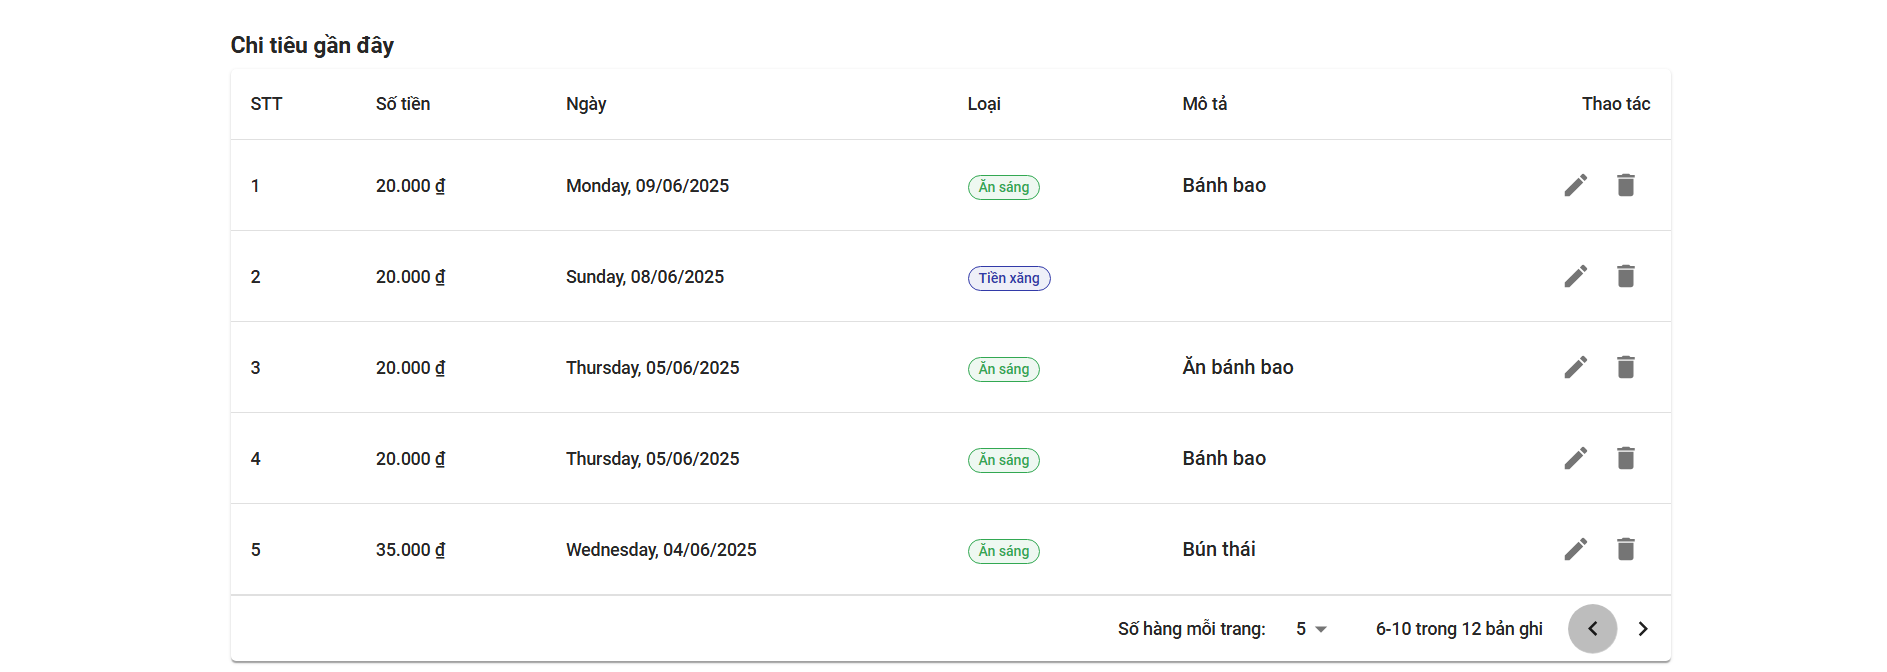 Chi tiêu gần đây
STT Số tiền Ngày Loại Mô tả Thao tác
1 20.000 ₫ Monday, 09/06/2025 Ăn sáng Bánh bao
2 20.000 ₫ Sunday, 08/06/2025 Tiền xăng
3 20.000 ₫ Thursday, 05/06/2025 Ăn sáng Ăn bánh bao
4 20.000 ₫ Thursday, 05/06/2025 Ăn sáng Bánh bao
5 35.000 ₫ Wednesday, 04/06/2025 Ăn sáng Bún thái
Số hàng mỗi trang: 5 6-10 trong 12 bản ghi